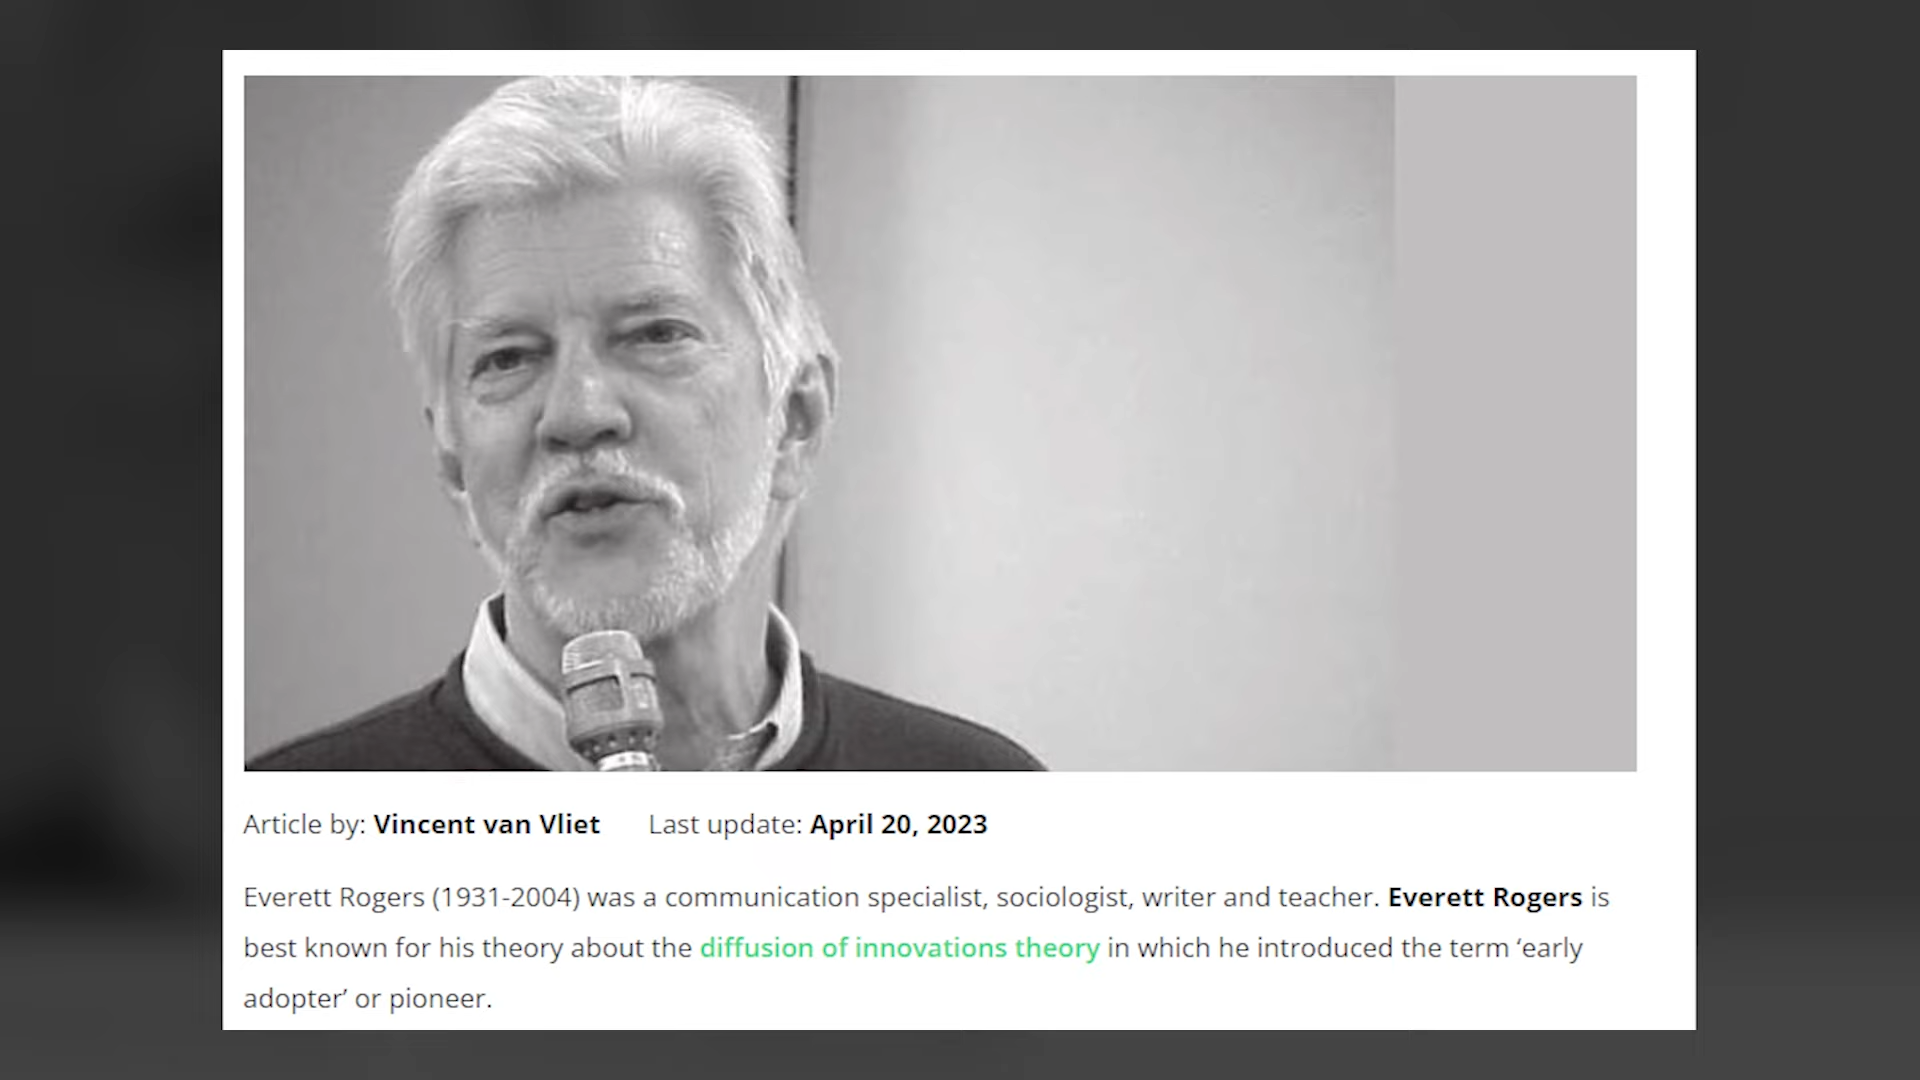 Article by: Vincent van Vliet Last update: April 20, 2023
Everett Rogers (1931-2004) was a communication specialist, sociologist, writer and teacher. Everett Rogers is
best known for his theory about the diffusion of innovations theory in which he introduced the term ‘early
adopter’ or pioneer.